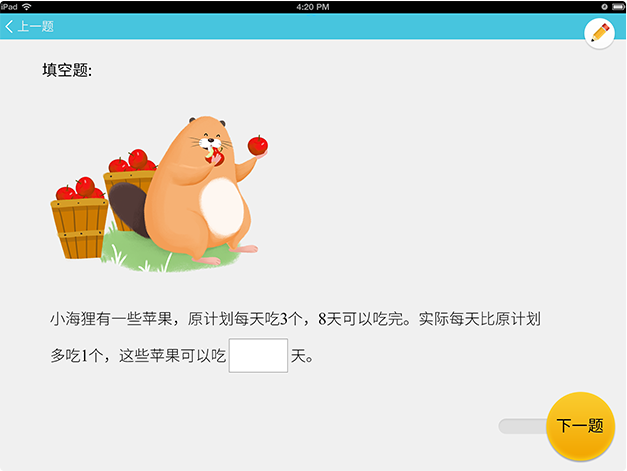 iPad 4:20 PM
上一题
填空题:
小海狸有一些苹果，原计划每天吃3个，8天可以吃完。实际每天比原计划
多吃1个，这些苹果可以吃 天。
下一题